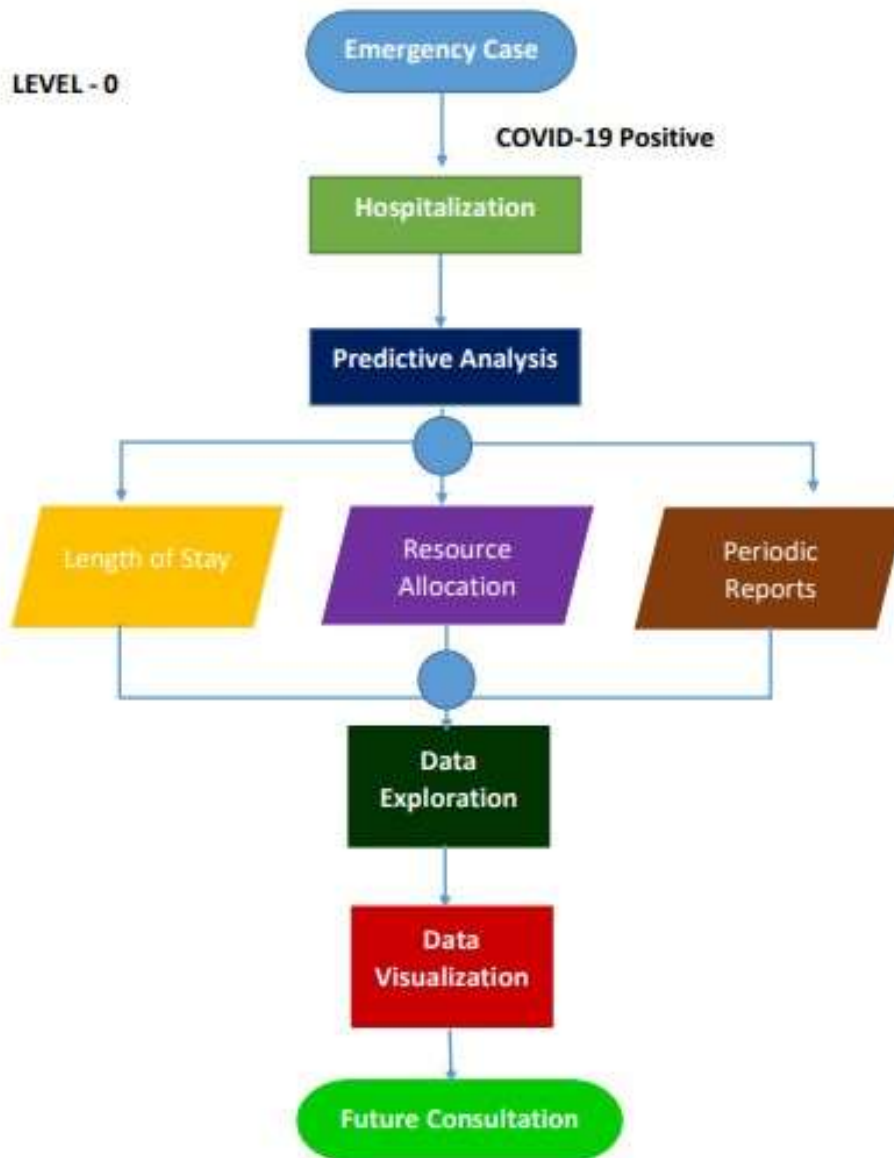 Emergency Case
LEVEL - 0
COVID-19 Positive
Hospitalization
Predictive Analysis
Length of Stay
Resource
Allocation
Periodic
Reports
Data
Exploration
Data
Visualization
Future Consultation